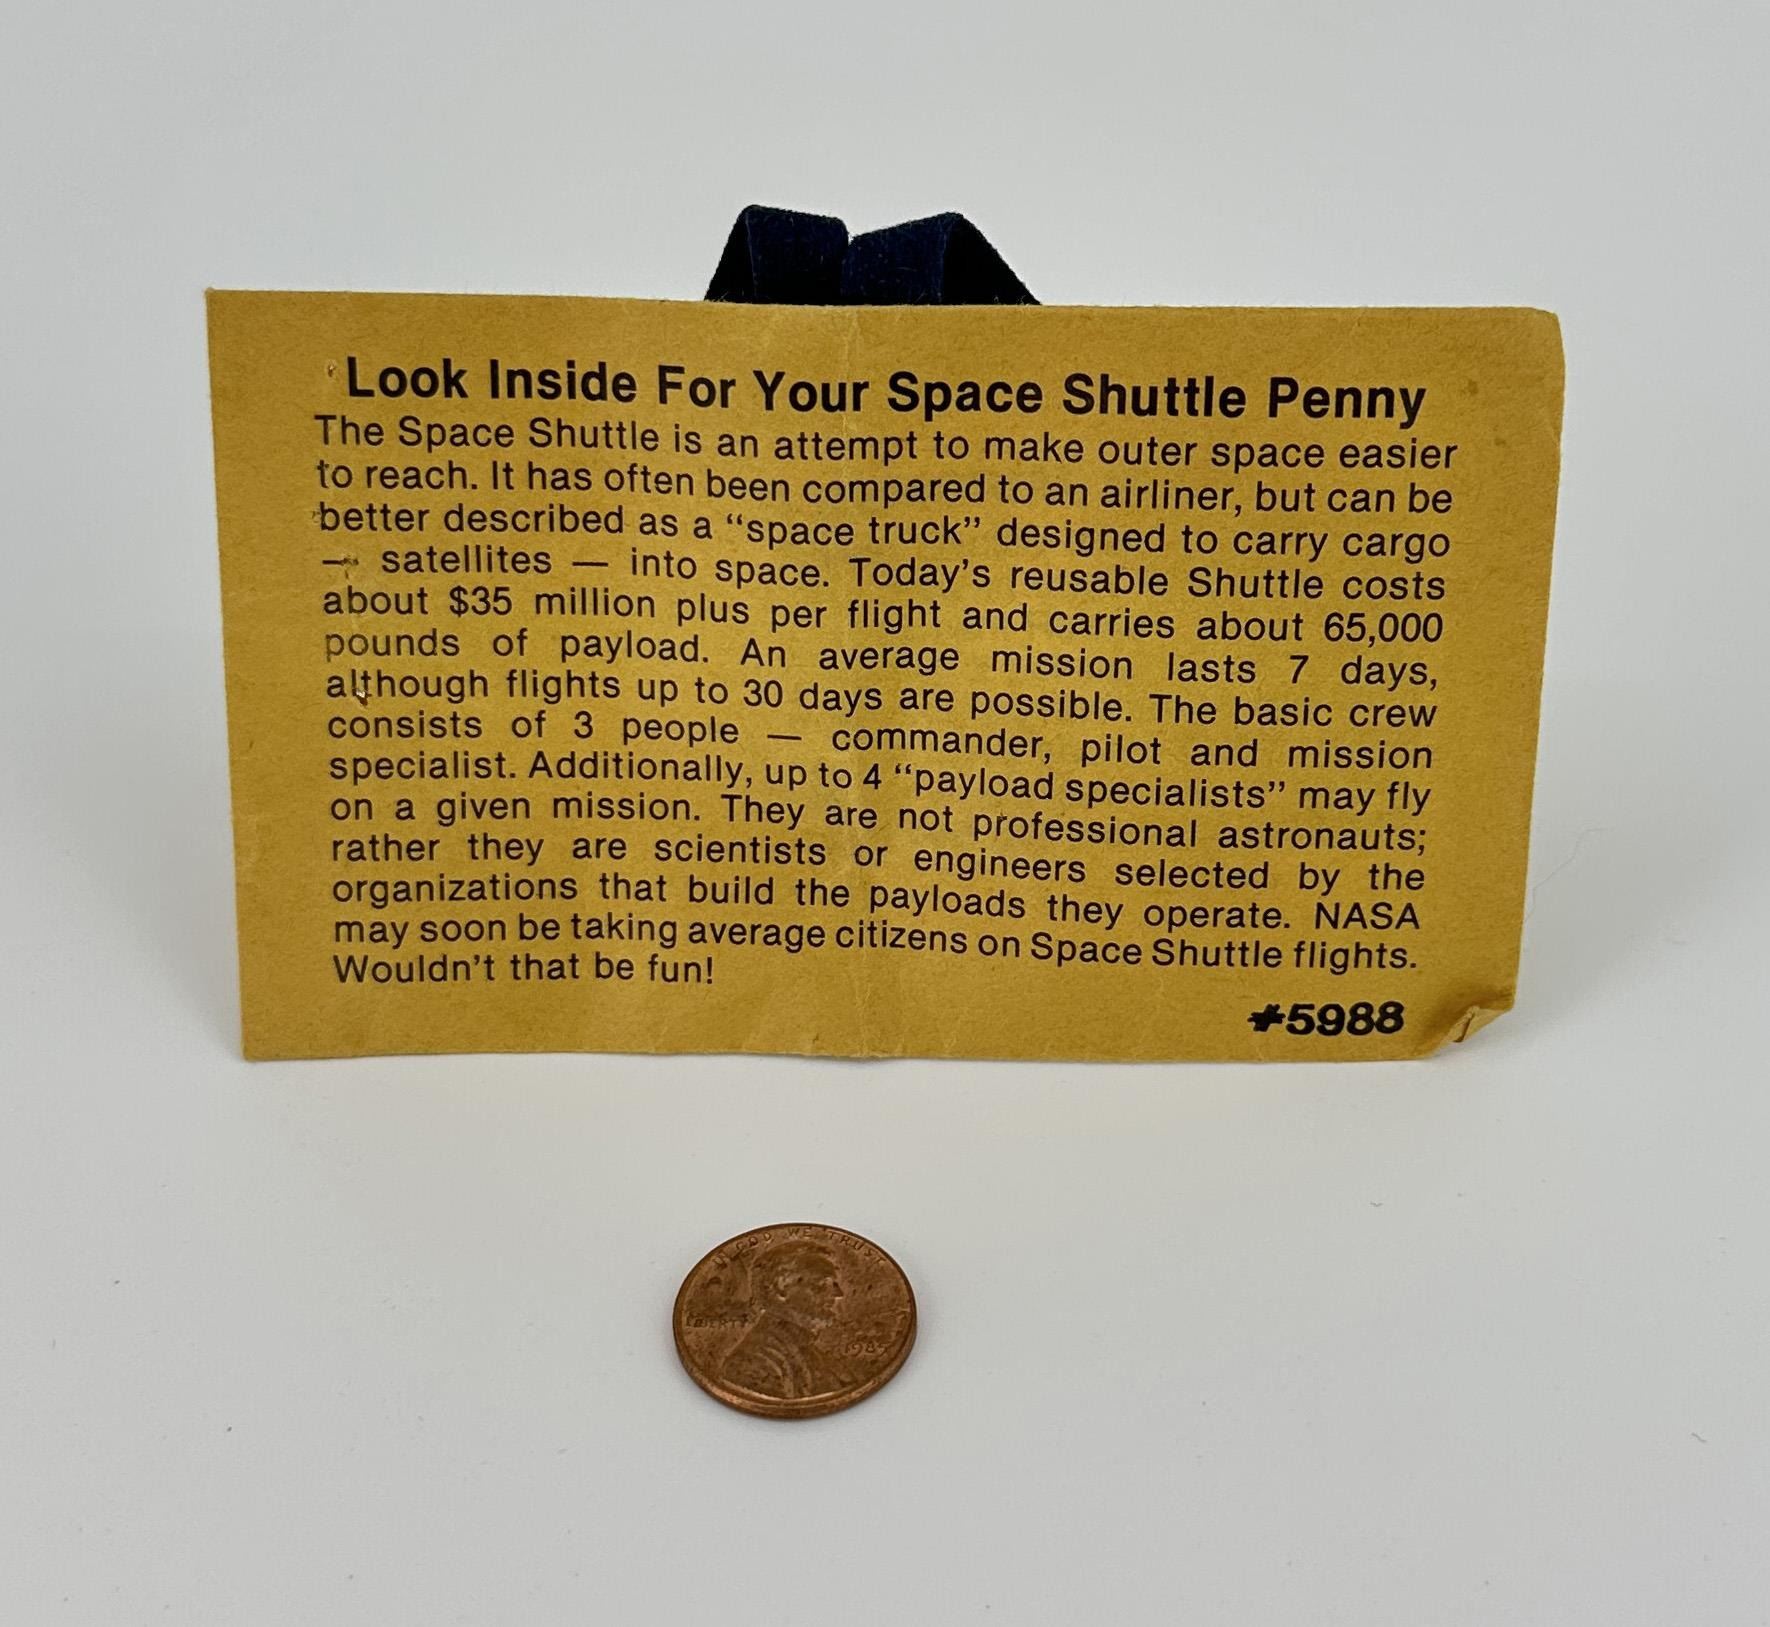 Look Inside For Your Space Shuttle Penny
The Space Shuttle is an attempt to make outer space easier
to reach. It has often been compared to an airliner, but can be
better described as a “space truck” designed to carry cargo
— satellites — into space. Today's reusable Shuttle costs
about $35 million plus per flight and carries about 65,000
pounds of payload. An average mission lasts 7 days,
although flights up to 30 days are possible. The basic crew
consists of 3 people — commander, pilot and mission
specialist. Additionally, up to 4 “payload specialists” may fly
on a given mission. They are not professional astronauts;
rather they are scientists or engineers selected by the
organizations that build the payloads they operate. NASA
may soon be taking average citizens on Space Shuttle flights.
Wouldn't that be fun!
#5988
IN GOD WE TRUST
LIBERTY
1985